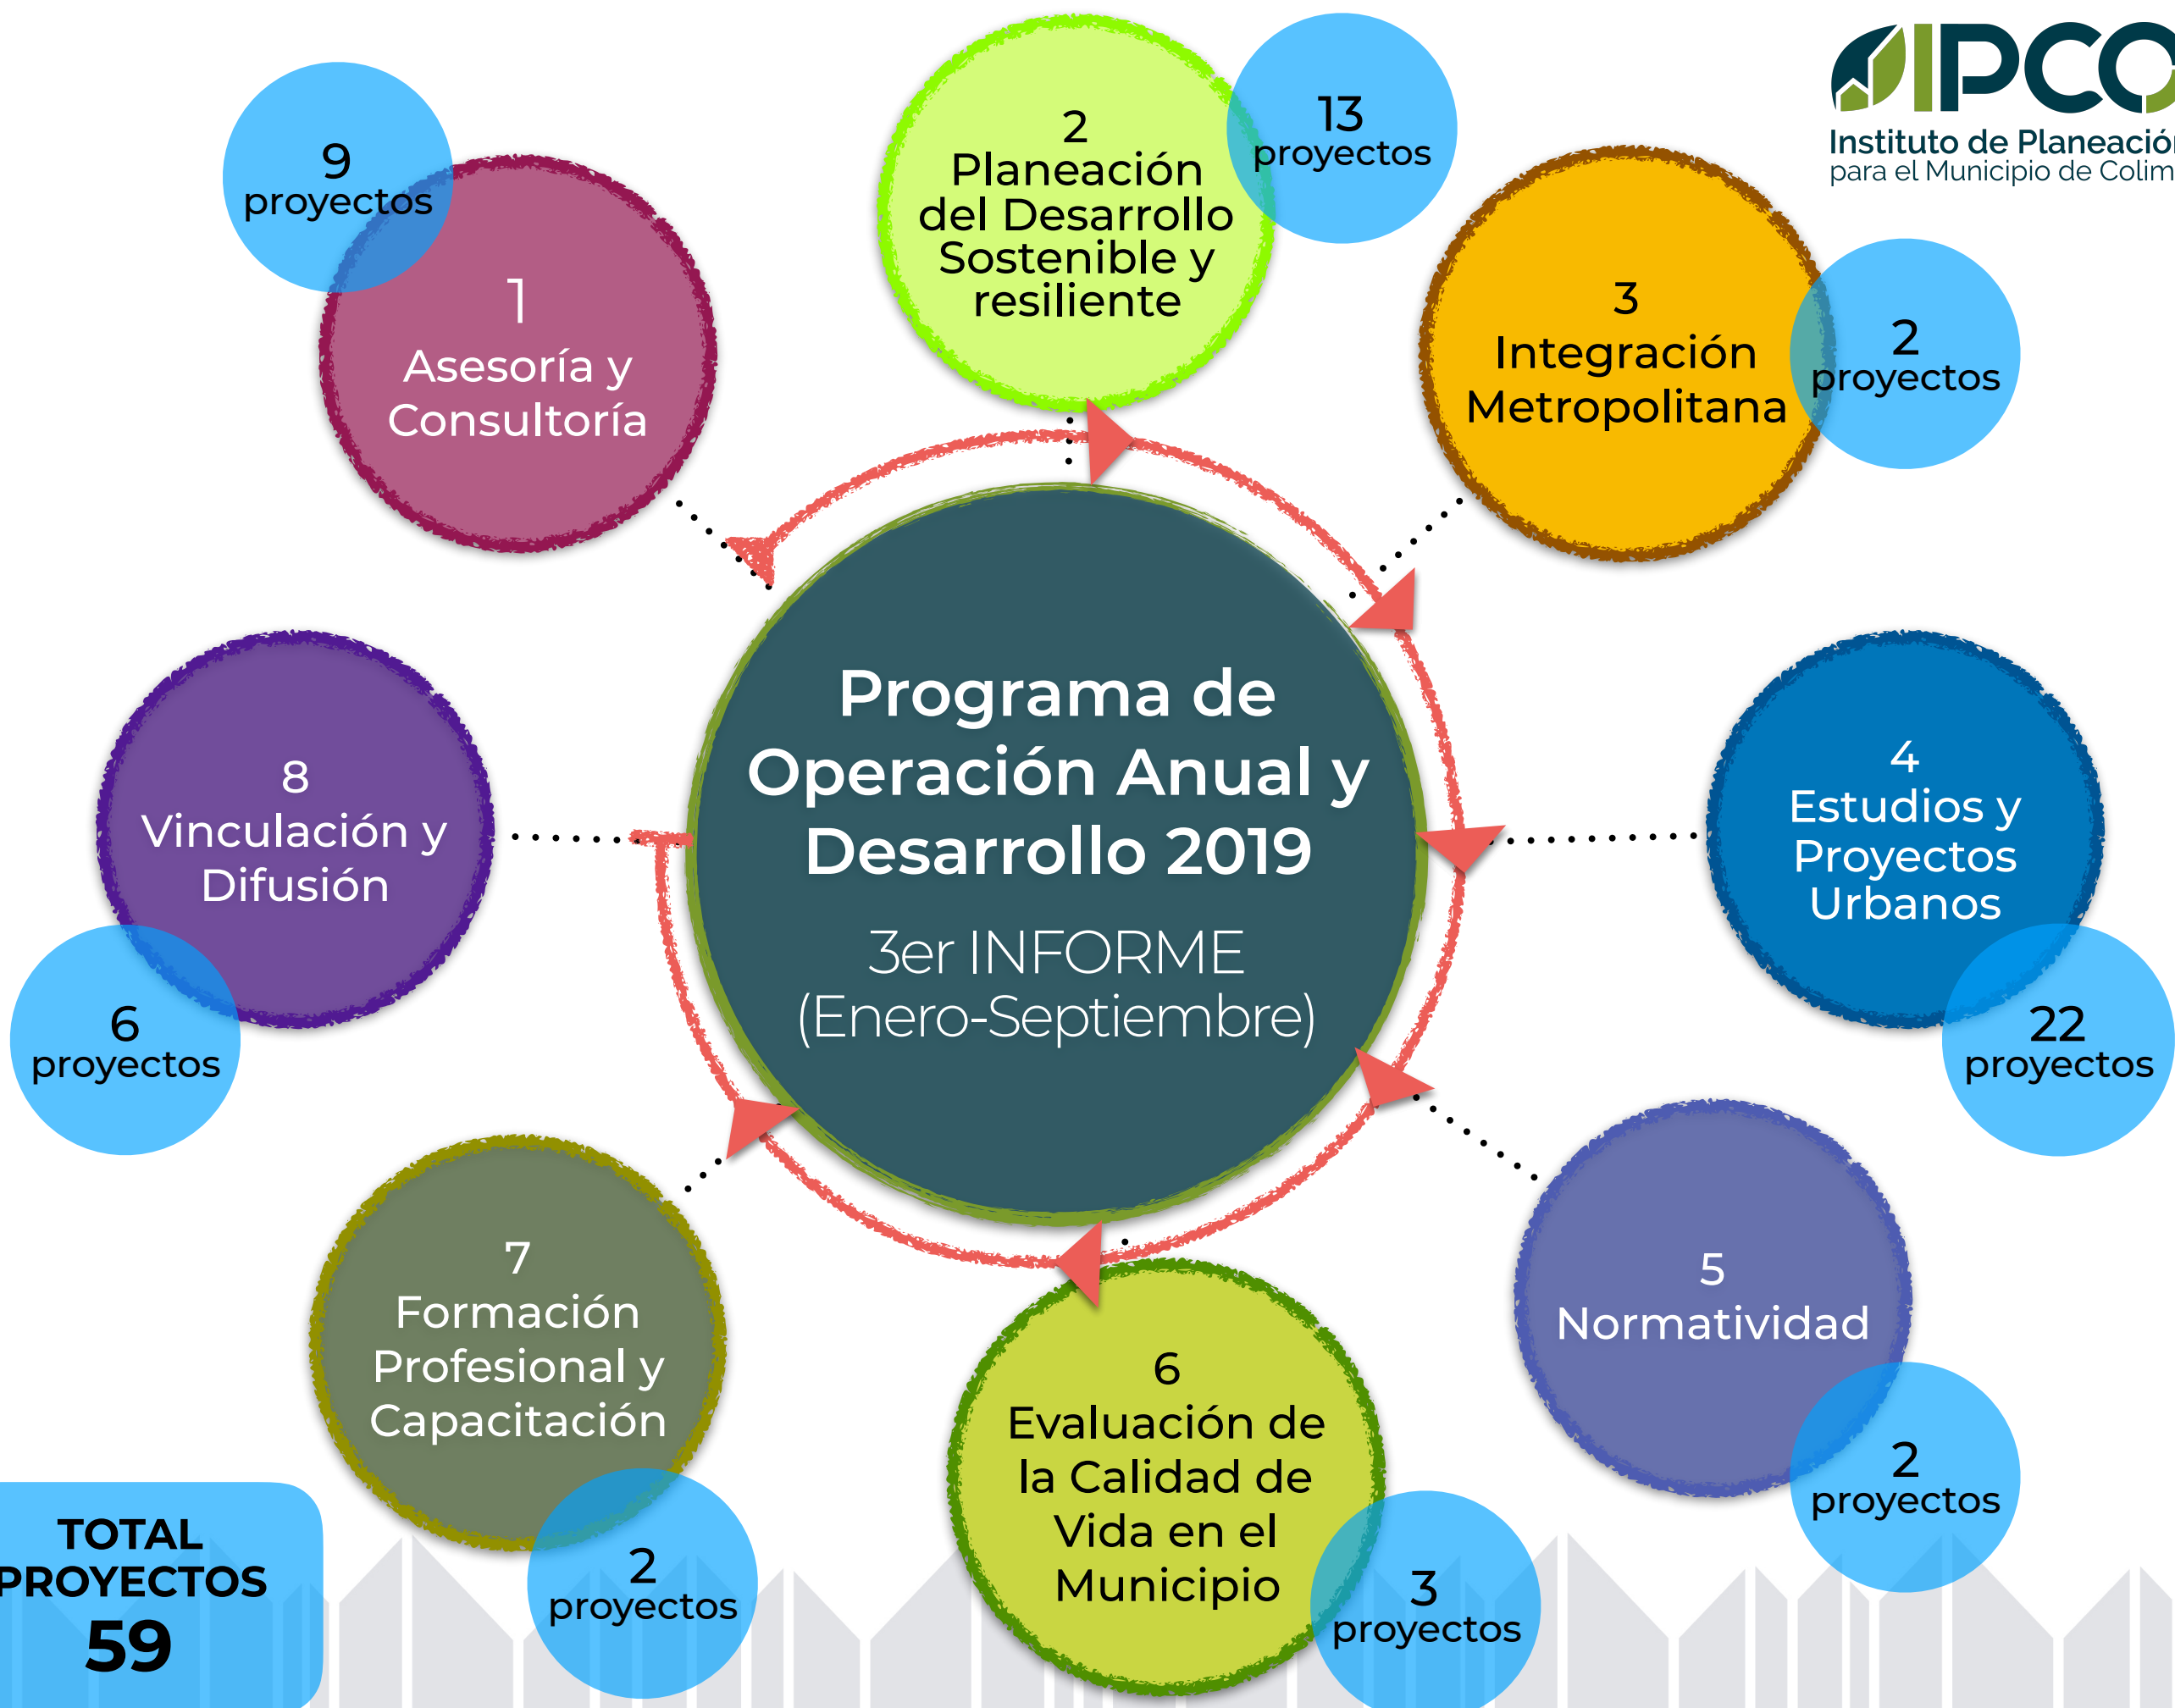 IPCO
Instituto de Planeación
para el Municipio de Colim
9
proyectos
1
Asesoría y
Consultoría
2
Planeación
del Desarrollo
Sostenible y
resiliente
13
proyectos
3
Integración
Metropolitana
2
proyectos
4
Estudios y
Proyectos
Urbanos
22
proyectos
5
Normatividad
2
proyectos
6
Evaluación de
la Calidad de
Vida en el
Municipio
3
proyectos
7
Formación
Profesional y
Capacitación
2
proyectos
8
Vinculación y
Difusión
6
proyectos
Programa de
Operación Anual y
Desarrollo 2019
3er INFORME
(Enero-Septiembre)
TOTAL
PROYECTOS
59